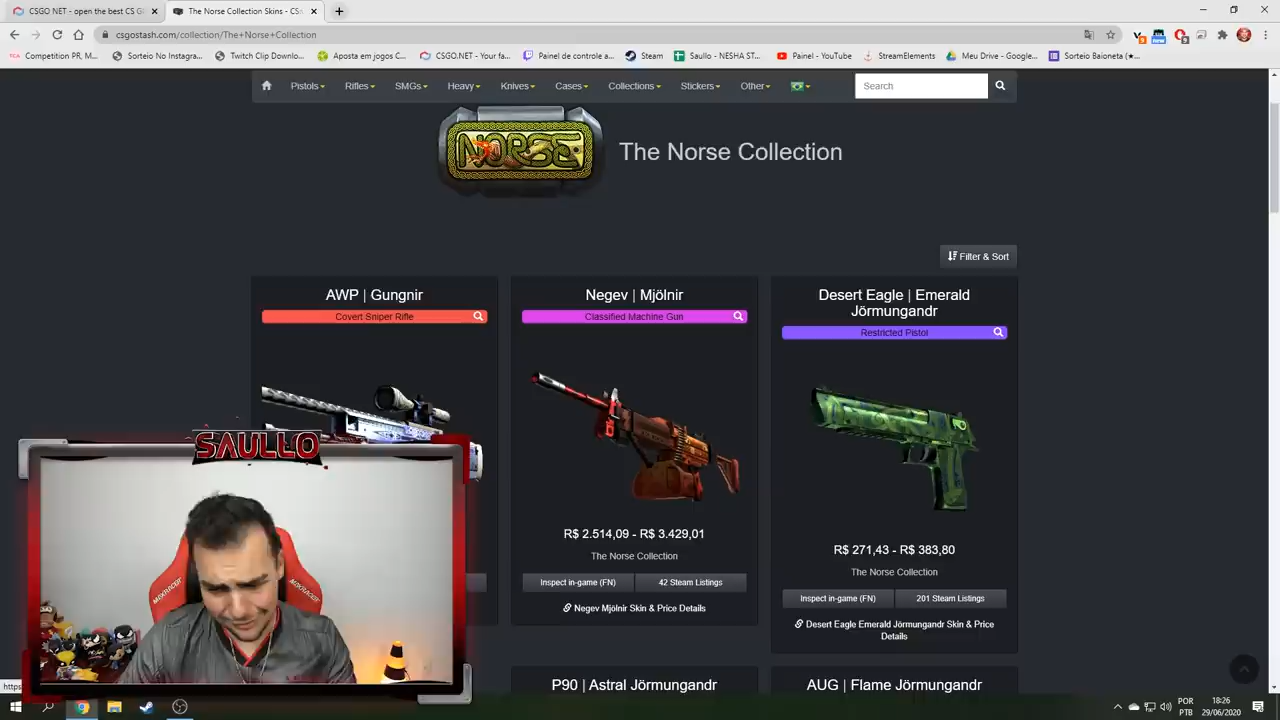 CSGO.NET - Open the best CS G
The Norse Collection Skins - CS:
csgostash.com/collection/The+Norse+Collection
Competition PR, M...
Sorteio No Instagra...
Twitch Clip Downlo...
Aposta em jogos C...
CSGO.NET - Your fa...
Painel de controle a...
Steam
Saullo - NESHA ST...
Painel - YouTube
StreamElements
Meu Drive - Google...
Sorteio Baioneta (★...
Pistols
Rifles
SMGs
Heavy
Knives
Cases
Collections
Stickers
Other
Search
NORSE
The Norse Collection
Filter & Sort
AWP | Gungnir
Covert Sniper Rifle
Negev | Mjölnir
Classified Machine Gun
R$ 2.514,09 - R$ 3.429,01
The Norse Collection
Inspect in-game (FN)
42 Steam Listings
Negev Mjölnir Skin & Price Details
Desert Eagle | Emerald
Jörmungandr
Restricted Pistol
R$ 271,43 - R$ 383,80
The Norse Collection
Inspect in-game (FN)
201 Steam Listings
Desert Eagle Emerald Jörmungandr Skin & Price
Details
P90 | Astral Jörmungandr
AUG | Flame Jörmungandr
SAULLO
MAXRACER
https
POR
PTB
18:26
29/06/2020